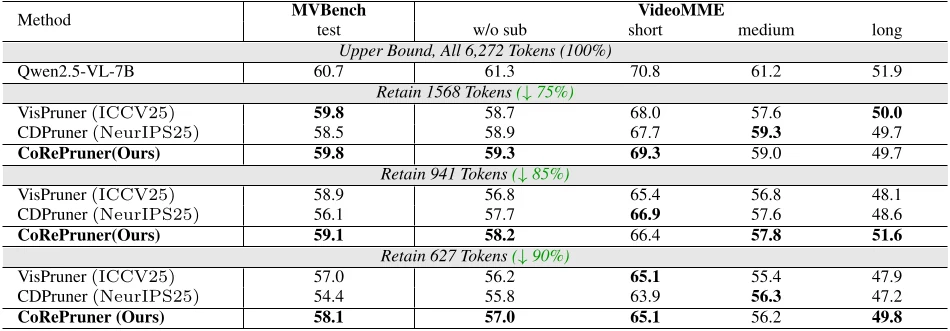 Method MVBench VideoMME
test w/o sub short medium long
Upper Bound, All 6,272 Tokens (100%)
Qwen2.5-VL-7B 60.7 61.3 70.8 61.2 51.9
Retain 1568 Tokens (↓ 75%)
VisPruner (ICCV25) 59.8 58.7 68.0 57.6 50.0
CDPruner (NeurIPS25) 58.5 58.9 67.7 59.3 49.7
CoRePruner(Ours) 59.8 59.3 69.3 59.0 49.7
Retain 941 Tokens (↓ 85%)
VisPruner (ICCV25) 58.9 56.8 65.4 56.8 48.1
CDPruner (NeurIPS25) 56.1 57.7 66.9 57.6 48.6
CoRePruner(Ours) 59.1 58.2 66.4 57.8 51.6
Retain 627 Tokens (↓ 90%)
VisPruner (ICCV25) 57.0 56.2 65.1 55.4 47.9
CDPruner (NeurIPS25) 54.4 55.8 63.9 56.3 47.2
CoRePruner (Ours) 58.1 57.0 65.1 56.2 49.8